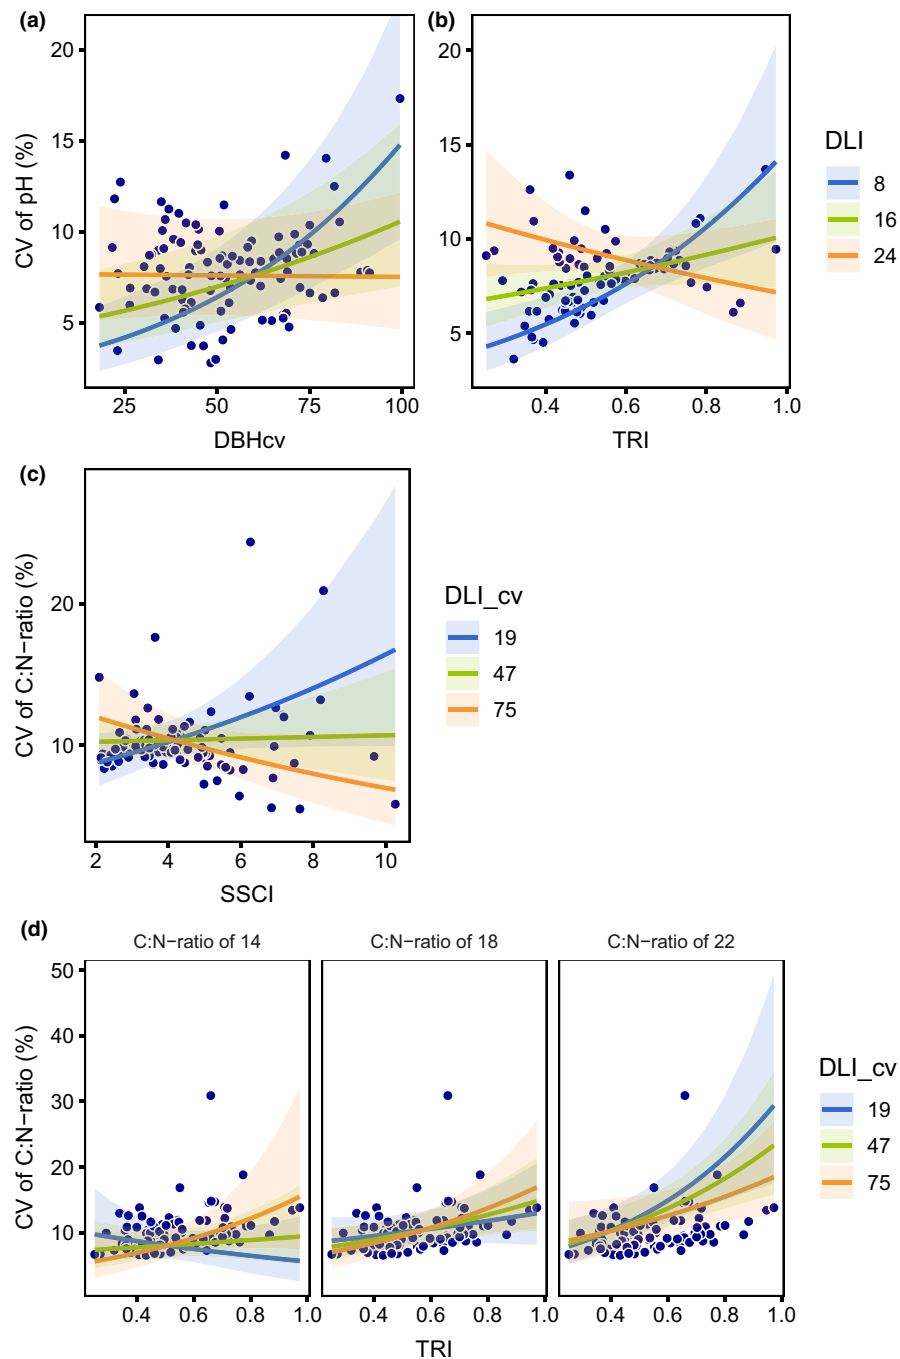 (a)
(b)
20
15
10
5
CV of pH (%)
25
50
75
100
DBHcv
20
15
10
5
0.4
0.6
0.8
1.0
TRI
DLI
8
16
24
(c)
20
10
CV of C:N−ratio (%)
2
4
6
8
10
SSCI
DLI_cv
19
47
75
(d)
C:N−ratio of 14
C:N−ratio of 18
C:N−ratio of 22
50
40
30
20
10
CV of C:N−ratio (%)
0.4
0.6
0.8
1.0
0.4
0.6
0.8
1.0
0.4
0.6
0.8
1.0
TRI
DLI_cv
19
47
75